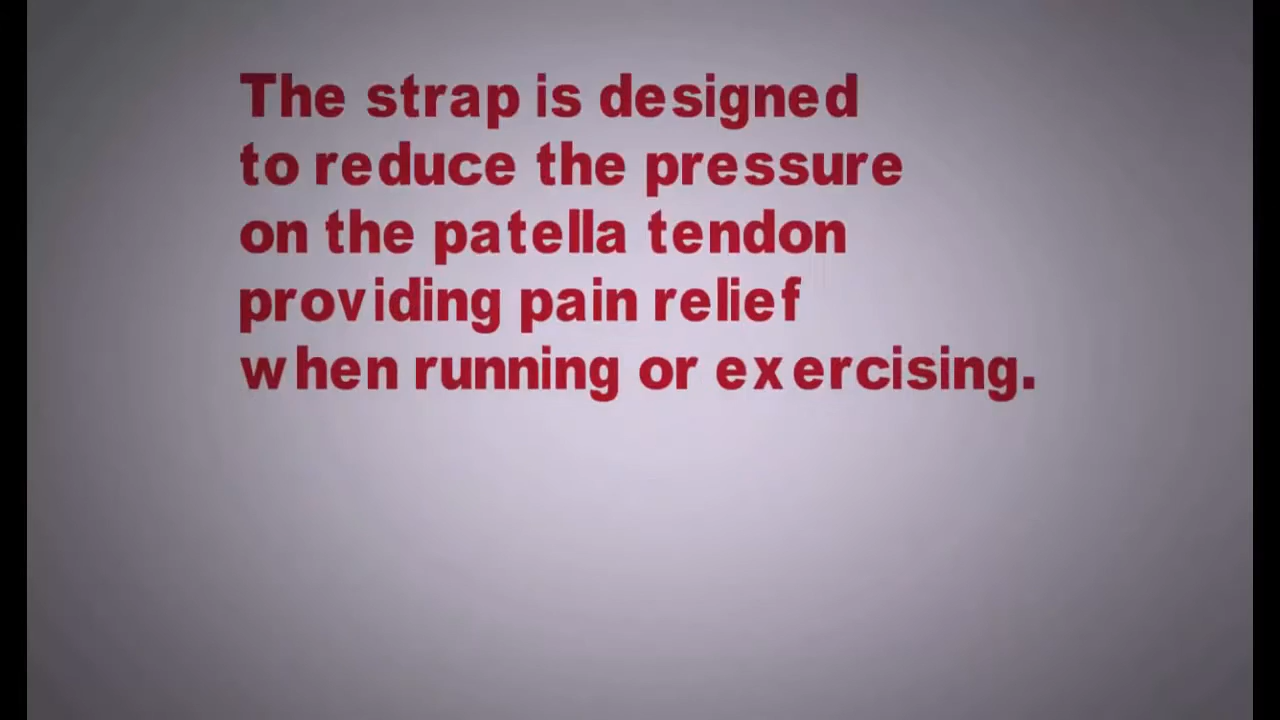 The strap is designed
to reduce the pressure
on the patella tendon
providing pain relief
when running or exercising.